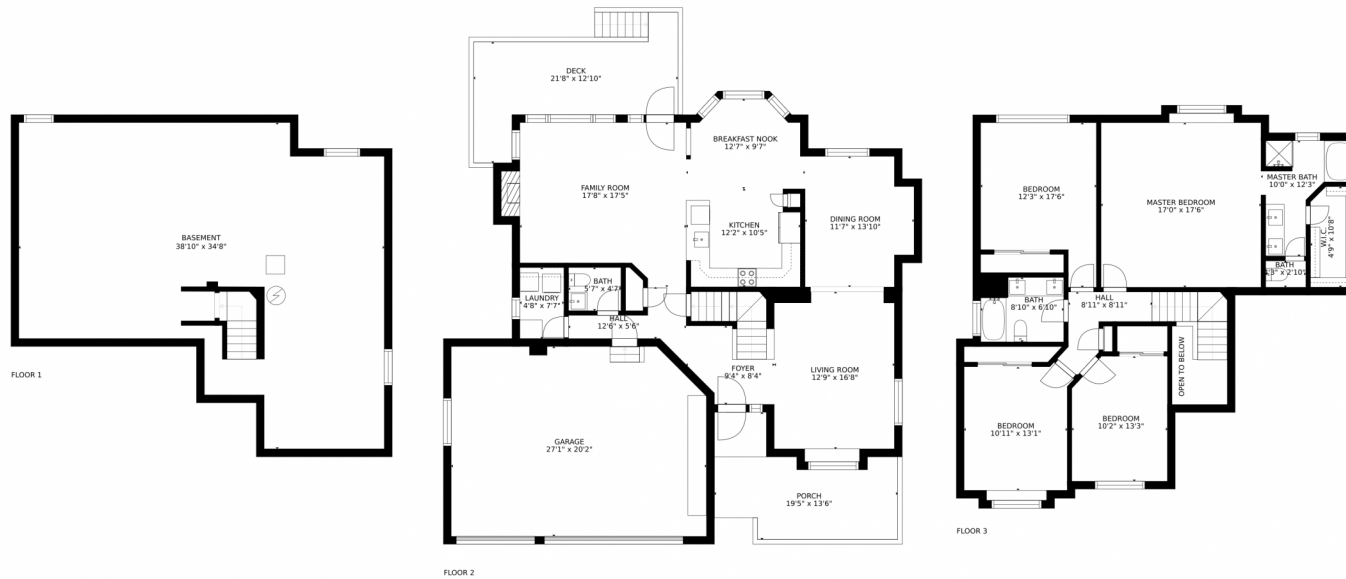 BASEMENT
38'10" x 34'8"
FLOOR 1
DECK
21'8" x 12'10"
BREAKFAST NOOK
12'7" x 9'7"
FAMILY ROOM
17'8" x 17'5"
KITCHEN
12'2" x 10'5"
DINING ROOM
11'7" x 13'10"
BATH
5'7" x 4'7"
LAUNDRY
4'8" x 7'7"
HALL
12'6" x 5'6"
FOYER
9'4" x 8'4"
LIVING ROOM
12'9" x 16'8"
GARAGE
27'1" x 20'2"
PORCH
19'5" x 13'6"
FLOOR 2
BEDROOM
12'3" x 17'6"
MASTER BEDROOM
17'0" x 17'6"
MASTER BATH
10'0" x 12'3"
W.I.C.
4'9" x 10'8"
BATH
x 2'10"
HALL
8'11" x 8'11"
BATH
8'10" x 6'10"
OPEN TO BELOW
BEDROOM
10'11" x 13'1"
BEDROOM
10'2" x 13'3"
FLOOR 3